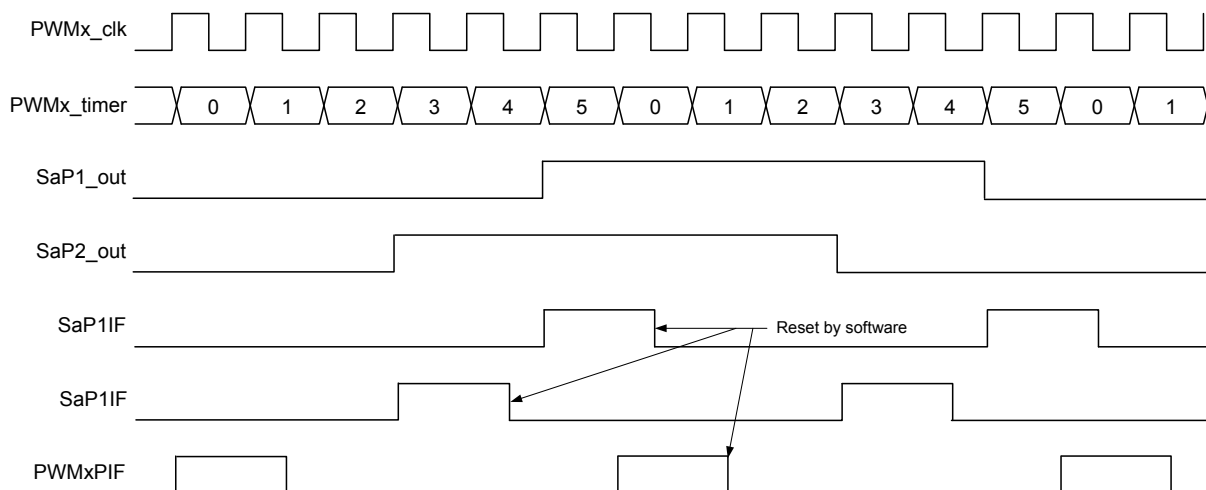 PWMx_clk
PWMx_timer 0 1 2 3 4 5 0 1 2 3 4 5 0 1
SaP1_out
SaP2_out
SaP1IF Reset by software
SaP1IF
PWMxPIF